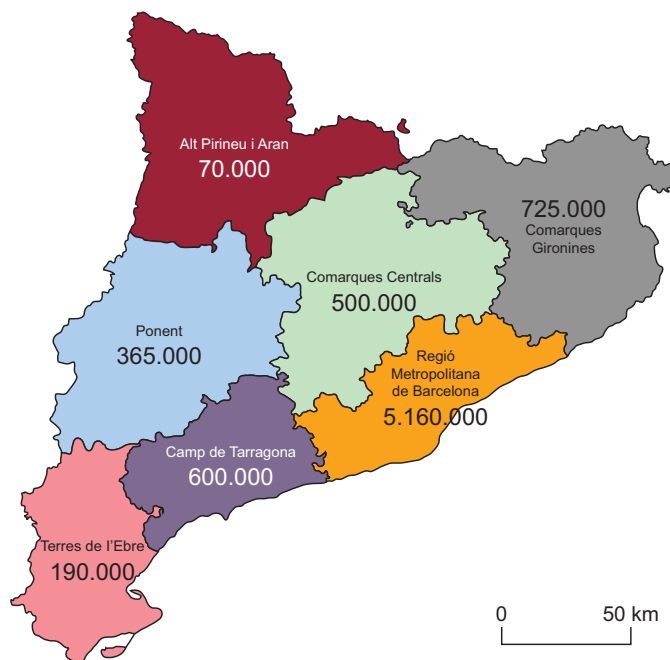 Alt Pirineu i Aran
70.000
725.000
Comarques
Gironines
Comarques Centrals
500.000
Ponent
365.000
Regió
Metropolitana
de Barcelona
5.160.000
Camp de Tarragona
600.000
Terres de l'Ebre
190.000
0 50 km